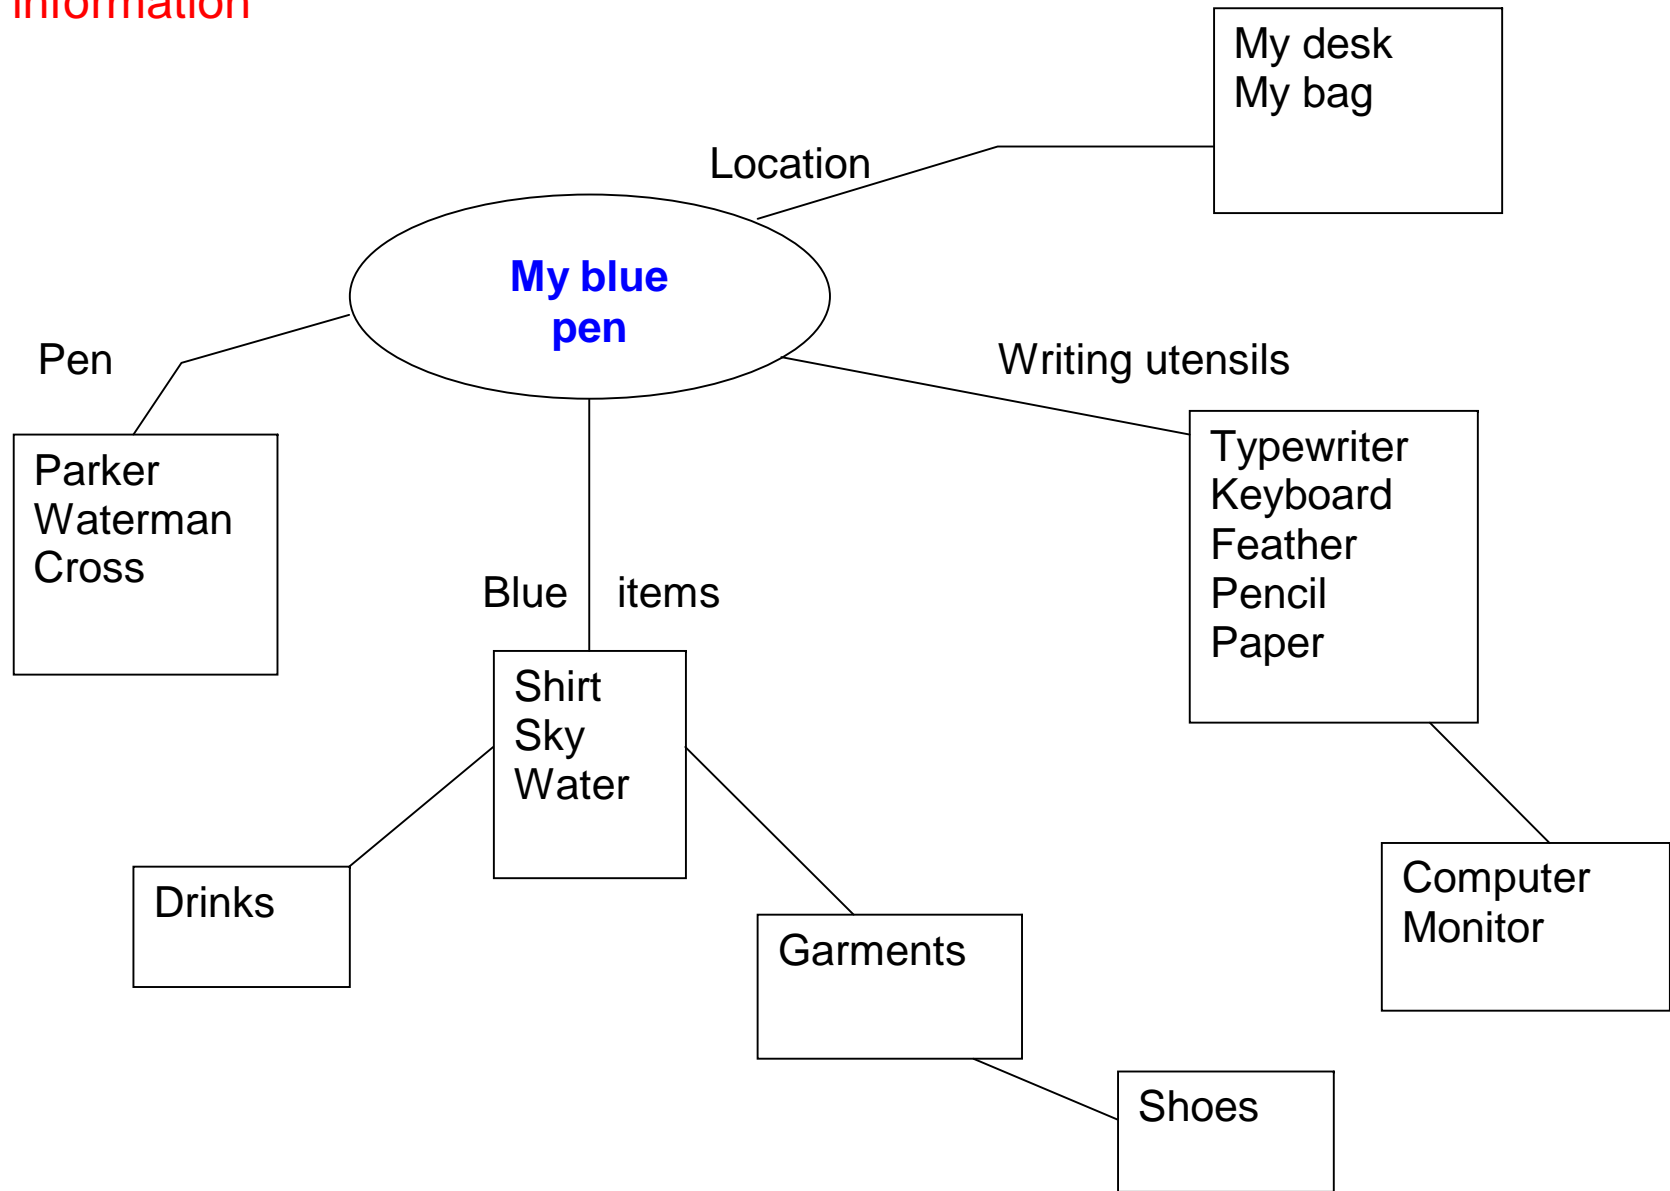 information
My desk
My bag
Location
My blue
pen
Pen
Writing utensils
Parker
Waterman
Cross
Typewriter
Keyboard
Feather
Pencil
Paper
Blue items
Shirt
Sky
Water
Drinks
Garments
Computer
Monitor
Shoes